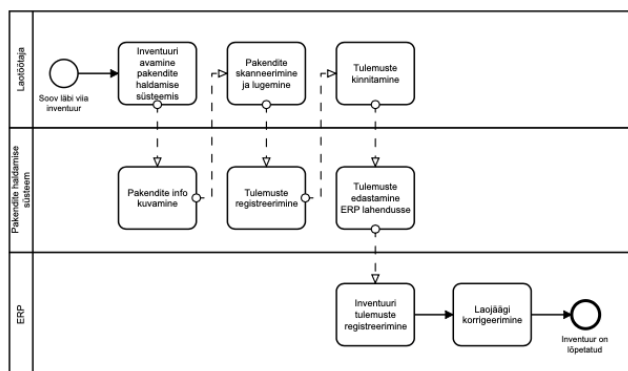 Laotöötaja
Soov läbi viia
inventuur
Inventuuri
avamine
pakendite
haldamise
süsteemis
Pakendite
skanneerimine
ja lugemine
Tulemuste
kinnitamine
Pakendite haldamise
süsteem
Pakendite info
kuvamine
Tulemuste
registreerimine
Tulemuste
edastamine
ERP lahendusse
ERP
Inventuuri
tulemuste
registreerimine
Laojäägi
korrigeerimine
Inventuur on
lõpetatud